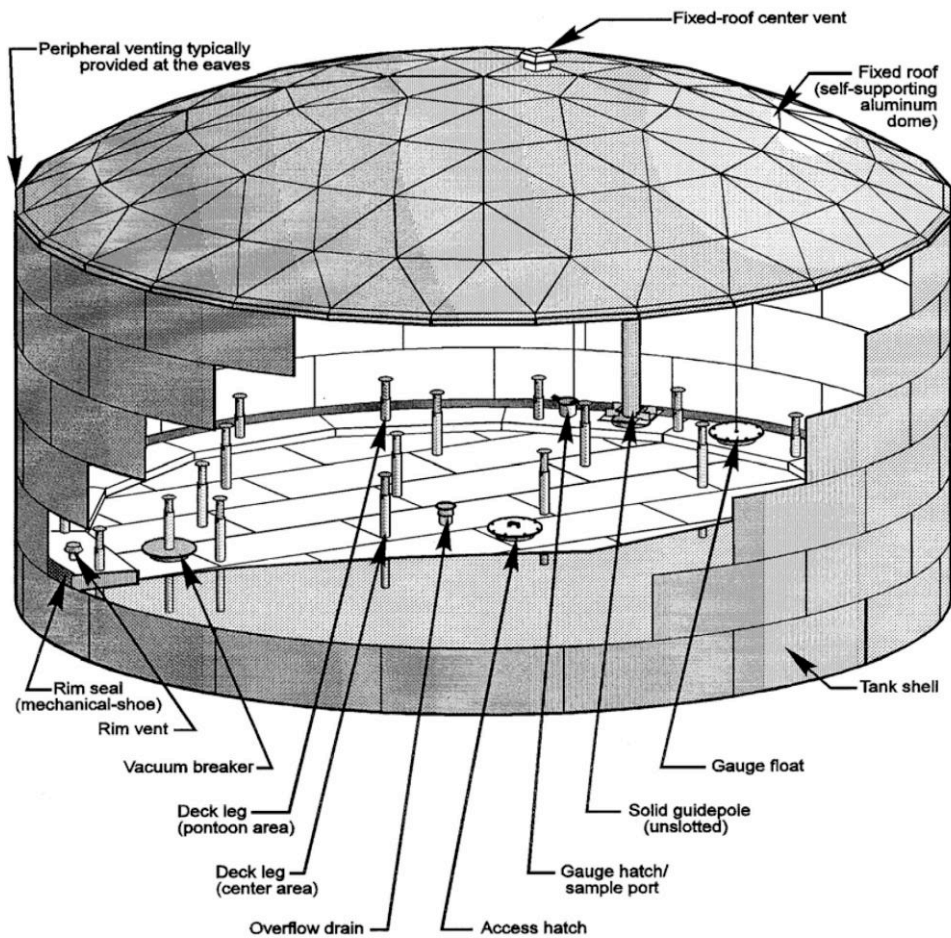 Fixed-roof center vent
Peripheral venting typically
provided at the eaves
Fixed roof
(self-supporting
aluminum
dome)
Rim seal
(mechanical-shoe)
Rim vent
Vacuum breaker
Deck leg
(pontoon area)
Deck leg
(center area)
Overflow drain
Access hatch
Gauge hatch/
sample port
Solid guidepole
(unslotted)
Gauge float
Tank shell